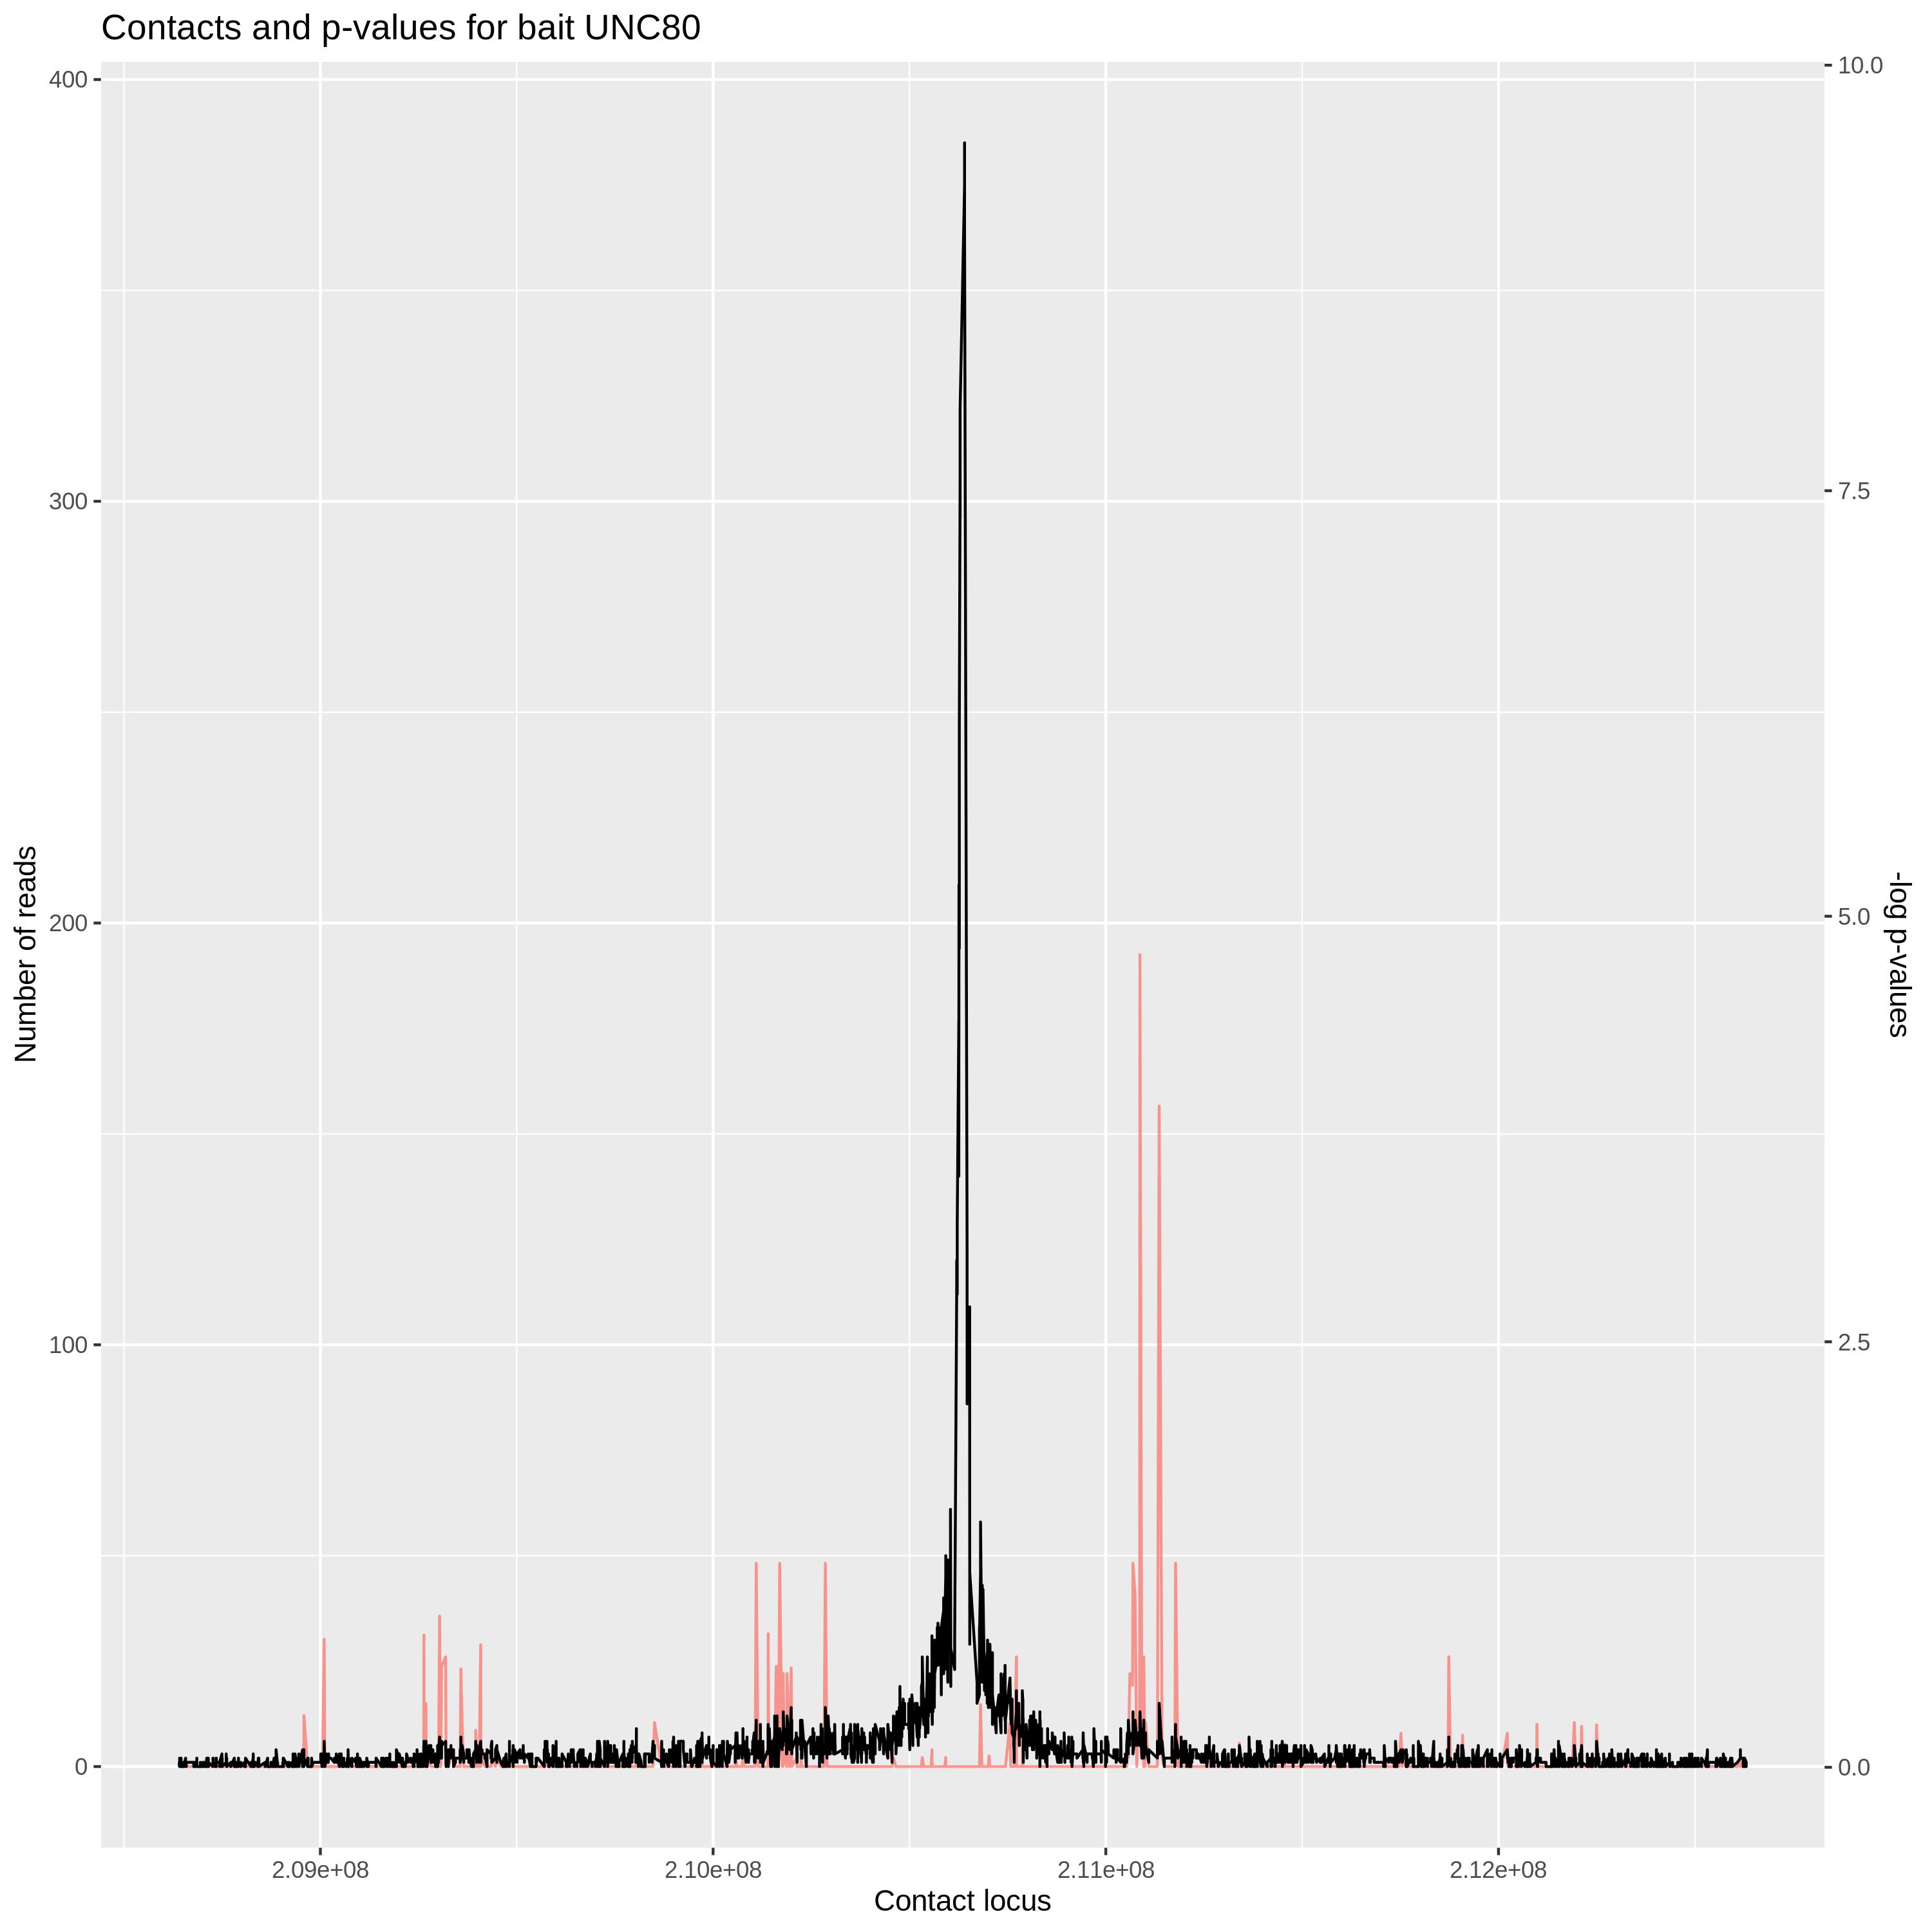 Contacts and p-values for bait UNC80
400
300
200
100
0
Number of reads
10.0
7.5
5.0
2.5
0.0
-log p-values
2.09e+08
2.10e+08
2.11e+08
2.12e+08
Contact locus